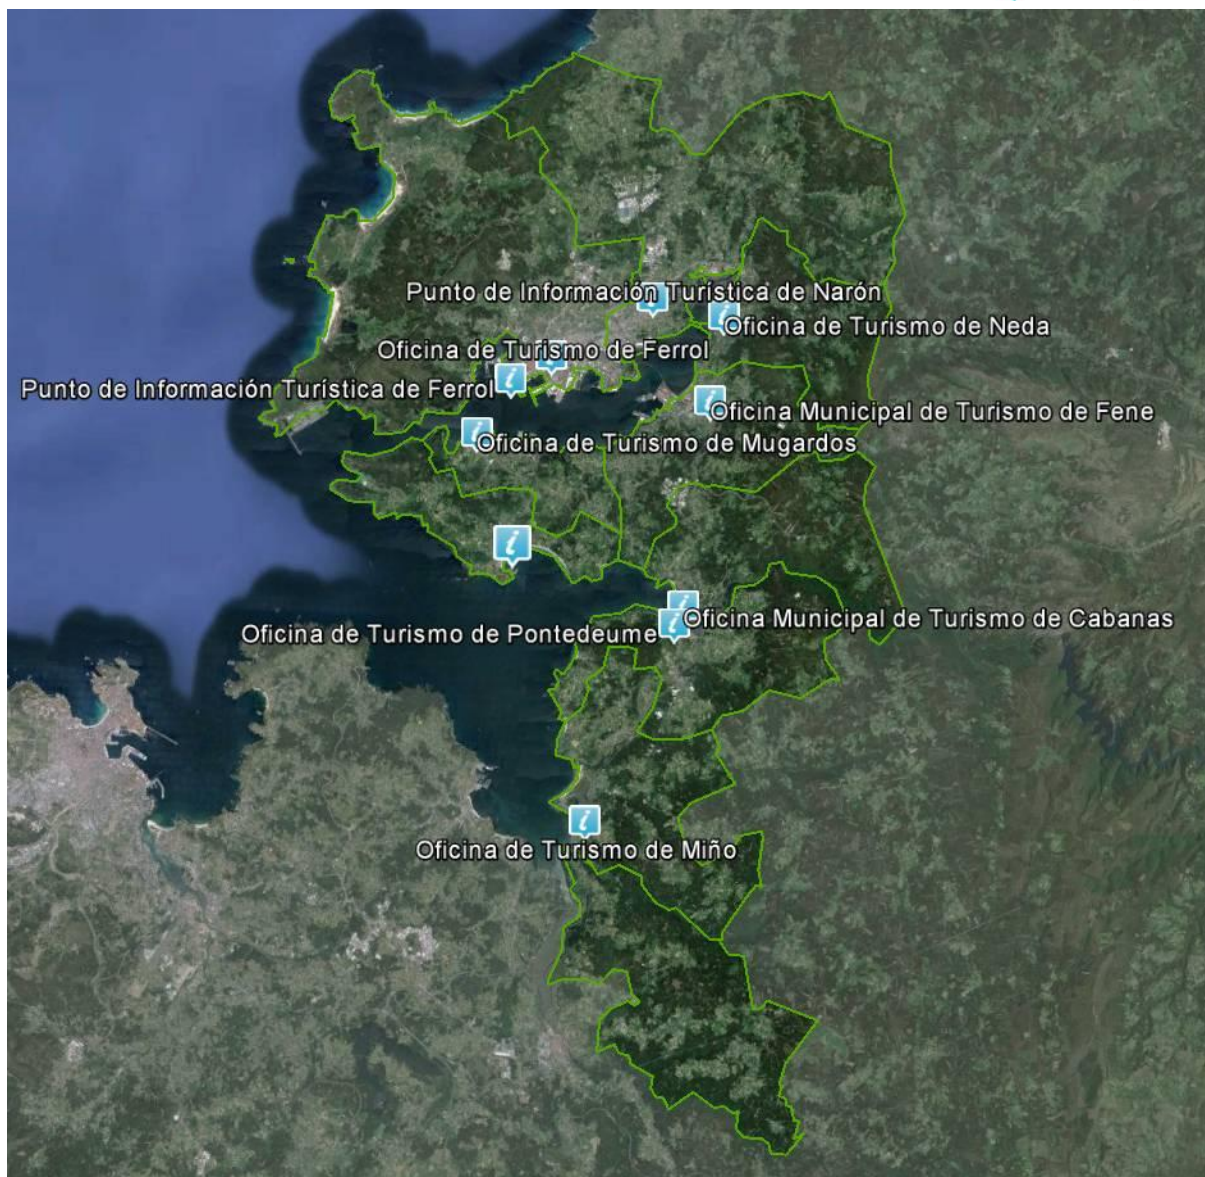 Punto de Información Turística de Narón
Oficina de Turismo de Neda
Oficina de Turismo de Ferrol
Punto de Información Turística de Ferrol
Oficina Municipal de Turismo de Fene
Oficina de Turismo de Mugardos
Oficina Municipal de Turismo de Cabanas
Oficina de Turismo de Pontedeume
Oficina de Turismo de Miño